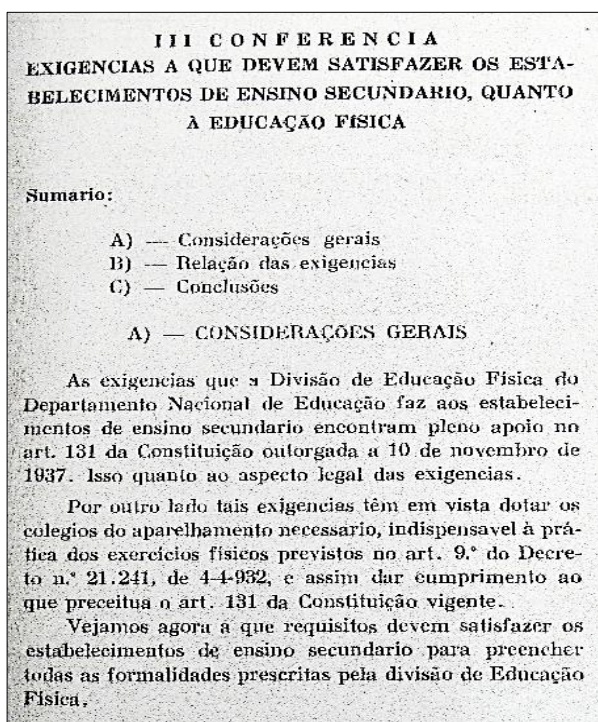 III CONFERENCIA
EXIGENCIAS A QUE DEVEM SATISFAZER OS ESTA-
BELECIMENTOS DE ENSINO SECUNDARIO, QUANTO
À EDUCAÇÃO FÍSICA
Sumario:
A) — Considerações gerais
B) — Relação das exigencias
C) — Conclusões
A) — CONSIDERAÇÕES GERAIS
As exigencias que a Divisão de Educação Física do
Departamento Nacional de Educação faz aos estabeleci-
mentos de ensino secundario encontram pleno apoio no
art. 131 da Constituição outorgada a 10 de novembro de
1937. Isso quanto ao aspecto legal das exigencias.
Por outro lado tais exigencias têm em vista dotar os
colegios do aparelhamento necessario, indispensavel à prá-
tica dos exercícios físicos previstos no art. 9.º do Decre-
to n.º 21.241, de 4-4-932, e assim dar cumprimento ao
que preceitua o art. 131 da Constituição vigente.
Vejamos agora a que requisitos devem satisfazer os
estabelecimentos de ensino secundario para preencher
todas as formalidades prescritas pela divisão de Educação
Física.